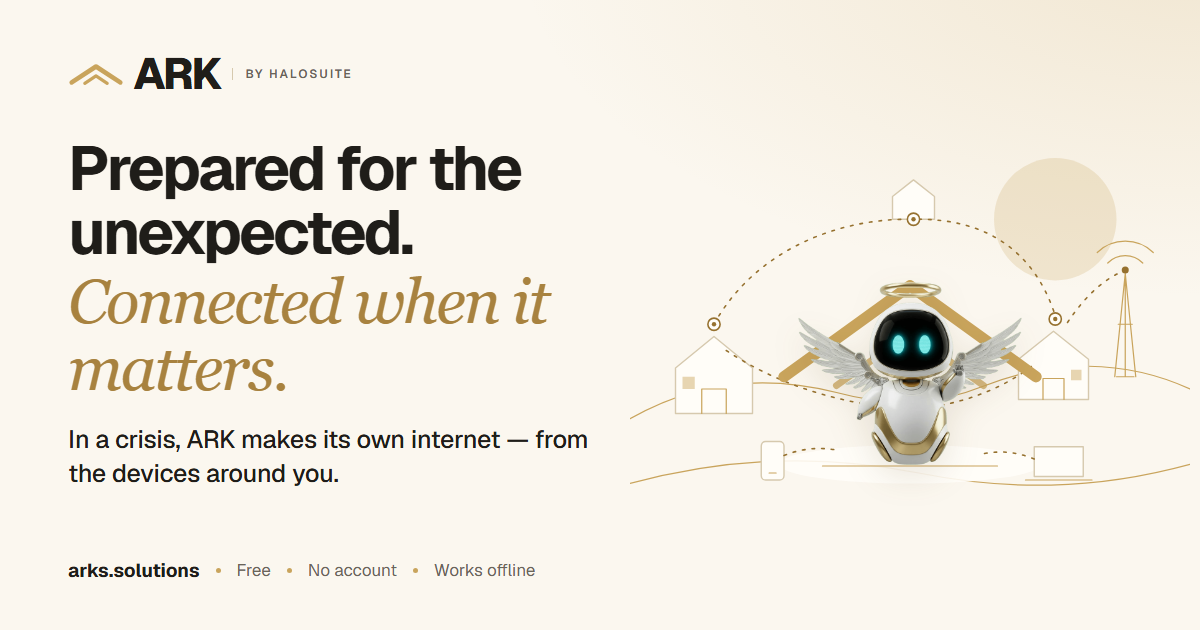 ARK
BY HALOSUITE
Prepared for the
unexpected.
Connected when it
matters.
In a crisis, ARK makes its own internet — from
the devices around you.
arks.solutions • Free • No account • Works offline